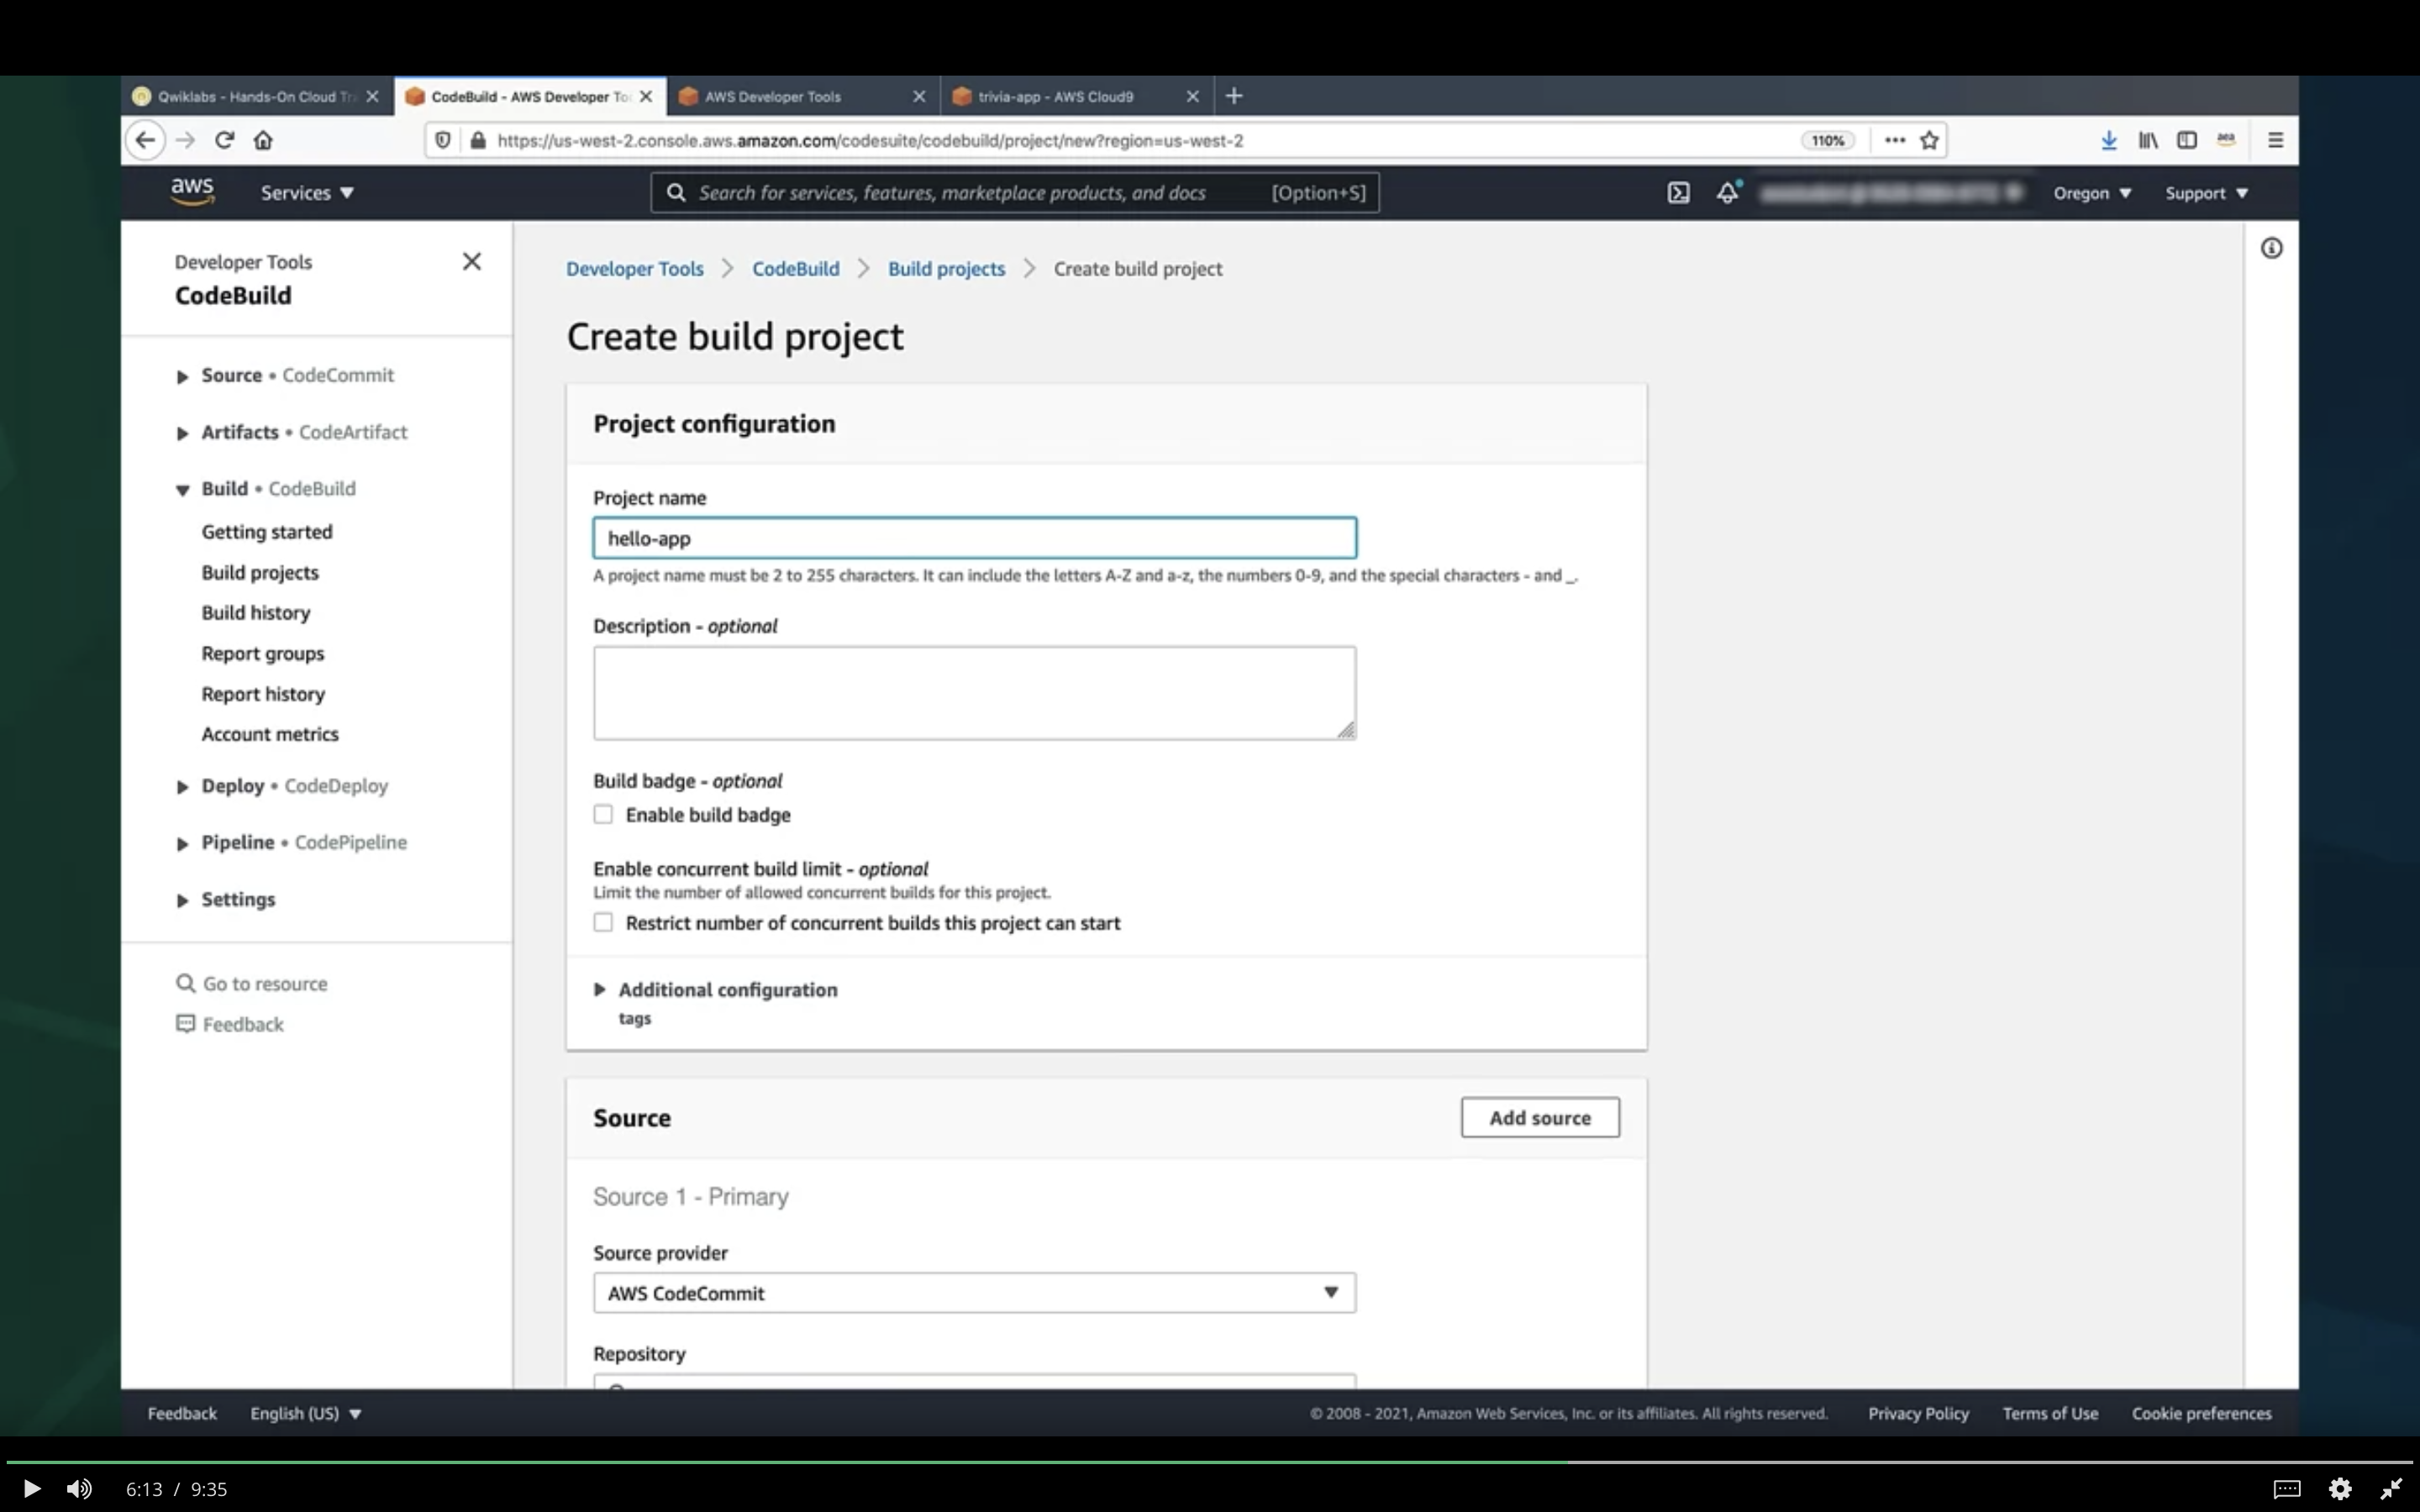 Qwiklabs - Hands-On Cloud Tr
CodeBuild - AWS Developer To
AWS Developer Tools
trivia-app - AWS Cloud9
https://us-west-2.console.aws.amazon.com/codesuite/codebuild/project/new?region=us-west-2
110%
aws
Services
Search for services, features, marketplace products, and docs
[Option+S]
Oregon
Support
Developer Tools
CodeBuild
Source • CodeCommit
Artifacts • CodeArtifact
Build • CodeBuild
Getting started
Build projects
Build history
Report groups
Report history
Account metrics
Deploy • CodeDeploy
Pipeline • CodePipeline
Settings
Go to resource
Feedback
Developer Tools > CodeBuild > Build projects > Create build project
Create build project
Project configuration
Project name
hello-app
A project name must be 2 to 255 characters. It can include the letters A-Z and a-z, the numbers 0-9, and the special characters - and _.
Description - optional
Build badge - optional
Enable build badge
Enable concurrent build limit - optional
Limit the number of allowed concurrent builds for this project.
Restrict number of concurrent builds this project can start
Additional configuration
tags
Source
Add source
Source 1 - Primary
Source provider
AWS CodeCommit
Repository
Feedback
English (US)
© 2008 - 2021, Amazon Web Services, Inc. or its affiliates. All rights reserved.
Privacy Policy
Terms of Use
Cookie preferences
6:13 / 9:35